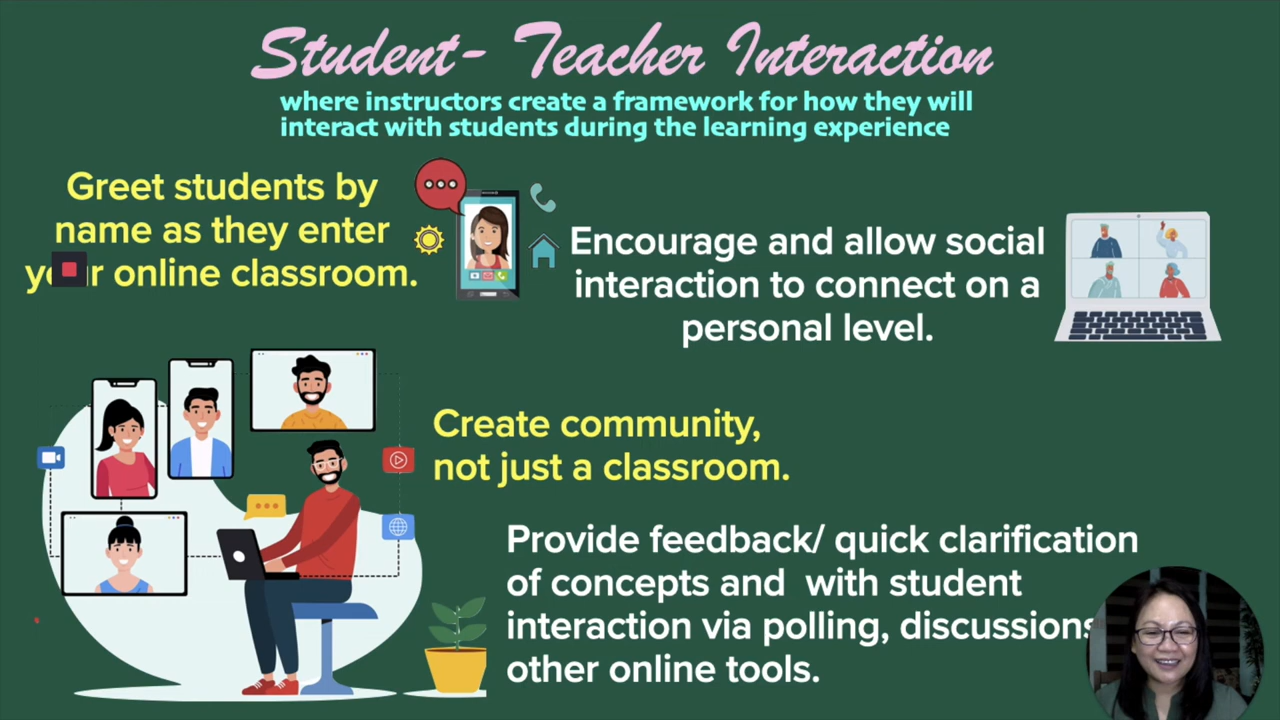 Student- Teacher Interaction
where instructors create a framework for how they will
interact with students during the learning experience
Greet students by
name as they enter
online classroom.
Encourage and allow social
interaction to connect on a
personal level.
Create community,
not just a classroom.
Provide feedback/ quick clarification
of concepts and with student
interaction via polling, discussions
other online tools.